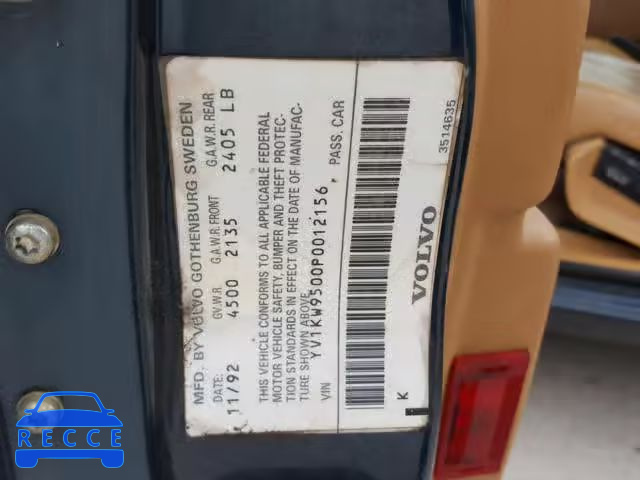 MFD. BY VOLVO GOTHENBURG SWEDEN
DATE: G.V.W.R G.A.W.R. FRONT G.A.W.R. REAR
11/92 4500 2135 2405 LB
THIS VEHICLE CONFORMS TO ALL APPLICABLE FEDERAL
MOTOR VEHICLE SAFETY, BUMPER AND THEFT PROTEC-
TION STANDARDS IN EFFECT ON THE DATE OF MANUFAC-
TURE SHOWN ABOVE
VIN YV1KW9500P0012156, PASS. CAR
K VOLVO 3514635
RECCE